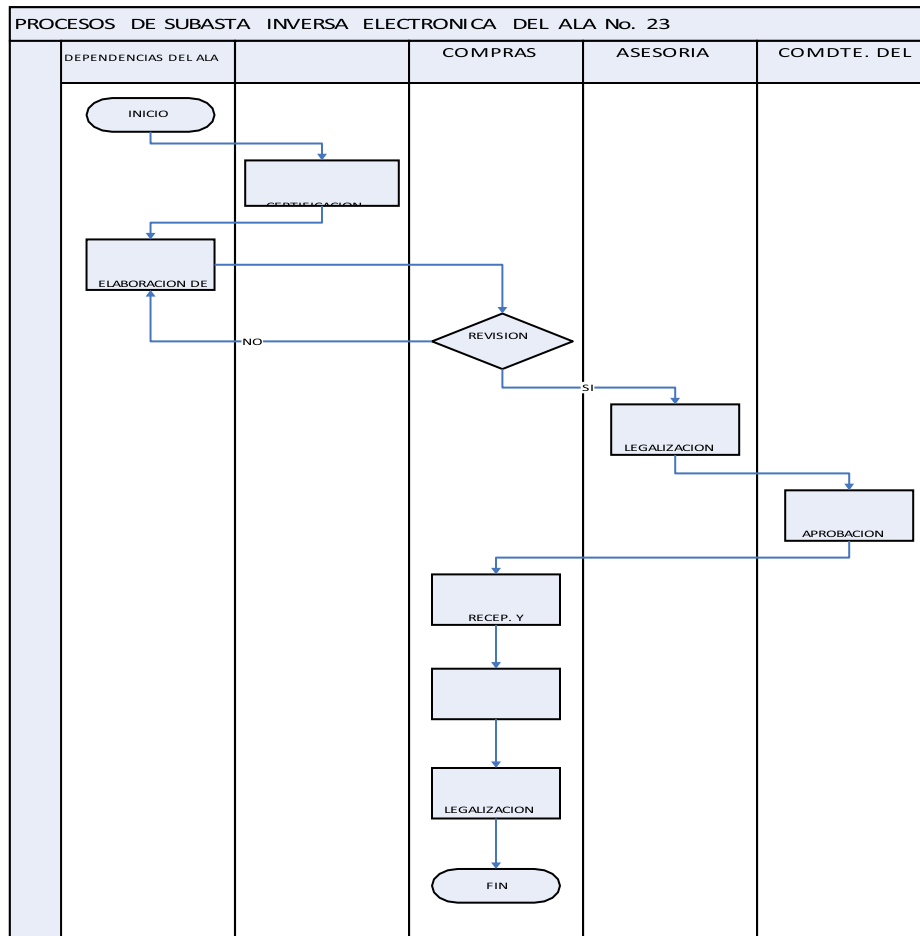 PROCESOS DE SUBASTA INVERSA ELECTRONICA DEL ALA No. 23
DEPENDENCIAS DEL ALA
COMPRAS
ASESORIA
COMDTE. DEL
INICIO
CERTIFICACION
ELABORACION DE
REVISION
NO
SI
LEGALIZACION
APROBACION
RECEP. Y
LEGALIZACION
FIN